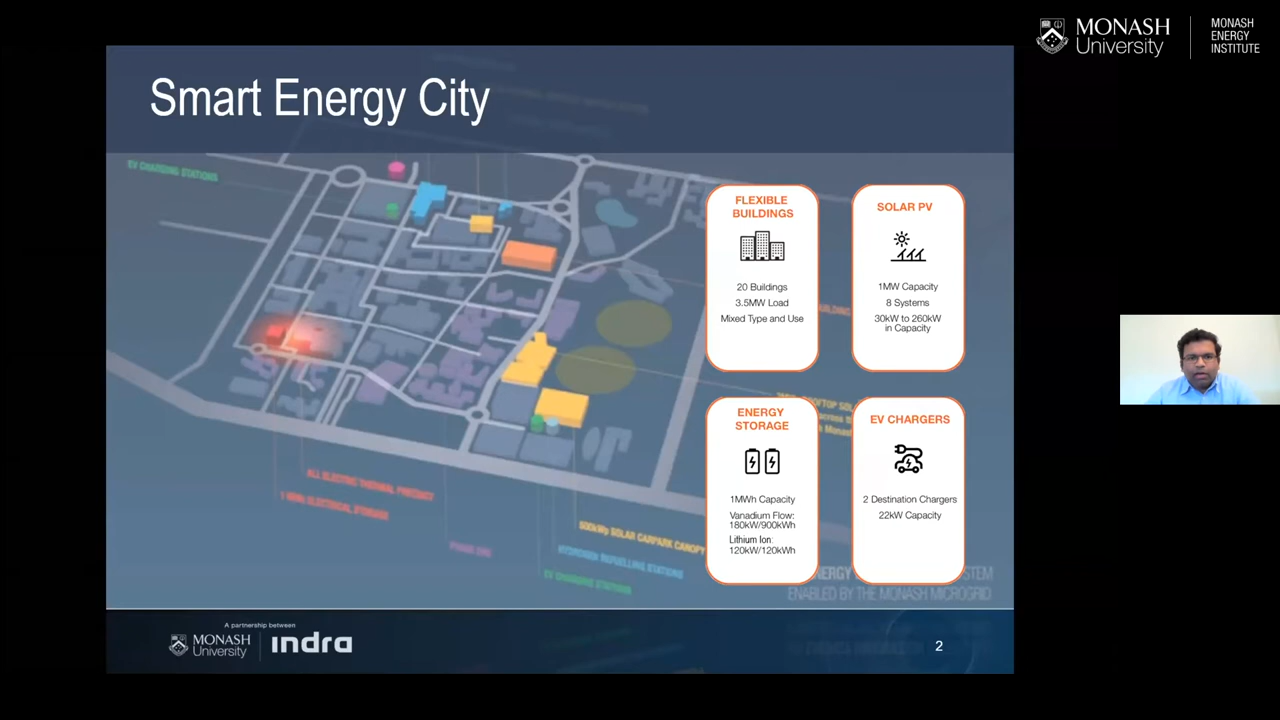 MONASH
University
MONASH
ENERGY
INSTITUTE
Smart Energy City
EV CHARGING STATIONS
FLEXIBLE
BUILDINGS
20 Buildings
3.5MW Load
Mixed Type and Use
SOLAR PV
1MW Capacity
8 Systems
30kW to 260kW
in Capacity
ENERGY
STORAGE
1MWh Capacity
Vanadium Flow:
180kW/900kWh
Lithium Ion:
120kW/120kWh
EV CHARGERS
2 Destination Chargers
22kW Capacity
ALL ELECTRIC THERMAL PRECINCT
1 MWh ELECTRICAL STORAGE
500kWp SOLAR CARPARK CANOPY
HYDROGEN REFUELLING STATIONS
EV CHARGING STATIONS
ENABLED BY THE MONASH MICROGRID
A partnership between
MONASH
University
indra
2